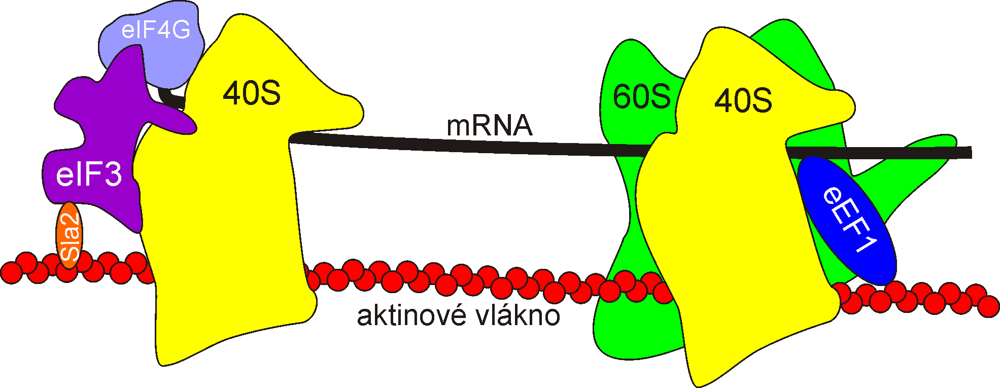 eIF4G
40S
60S
40S
mRNA
eIF3
eEF1
Sla2
aktinové vlákno